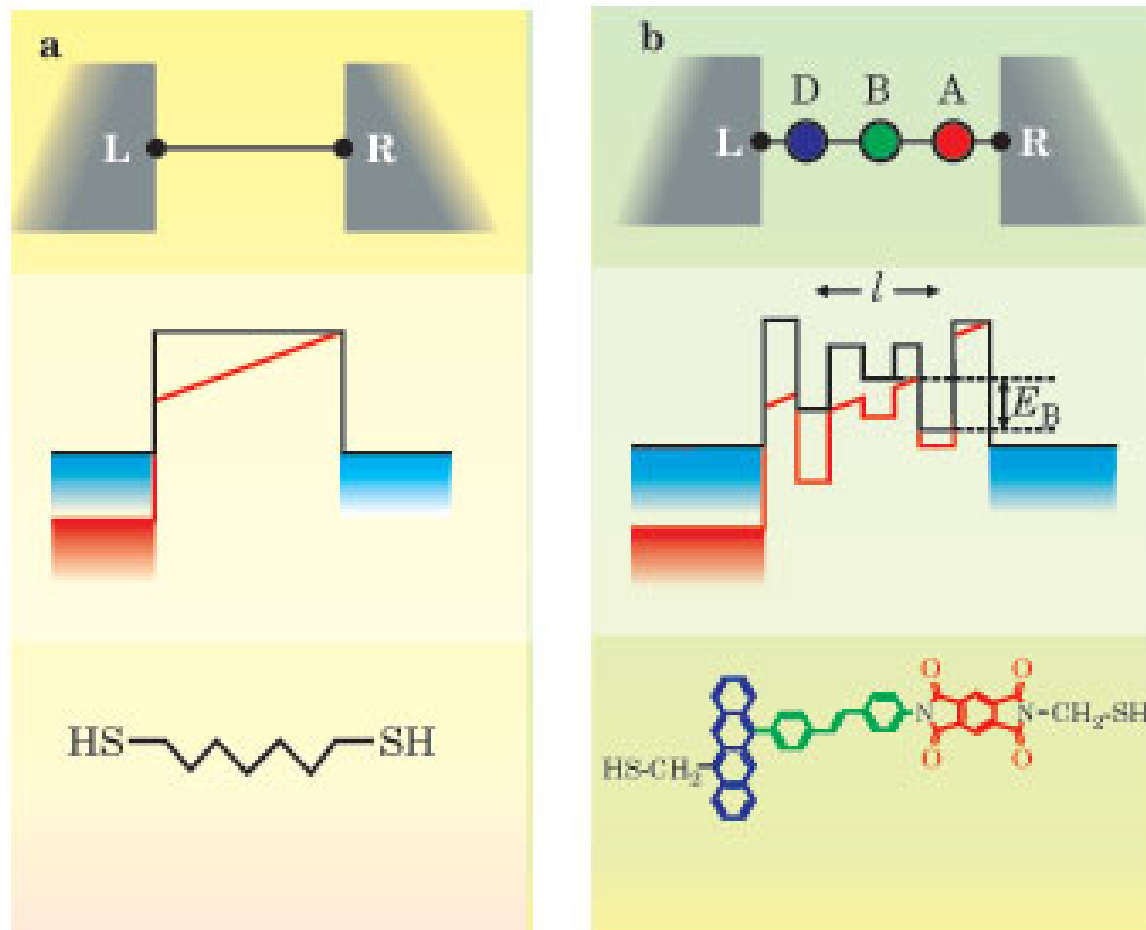 a
L R
HS SH
b
D B A
L R
l
E_B
O O
N N–CH₂-SH
HS-CH₂
O O